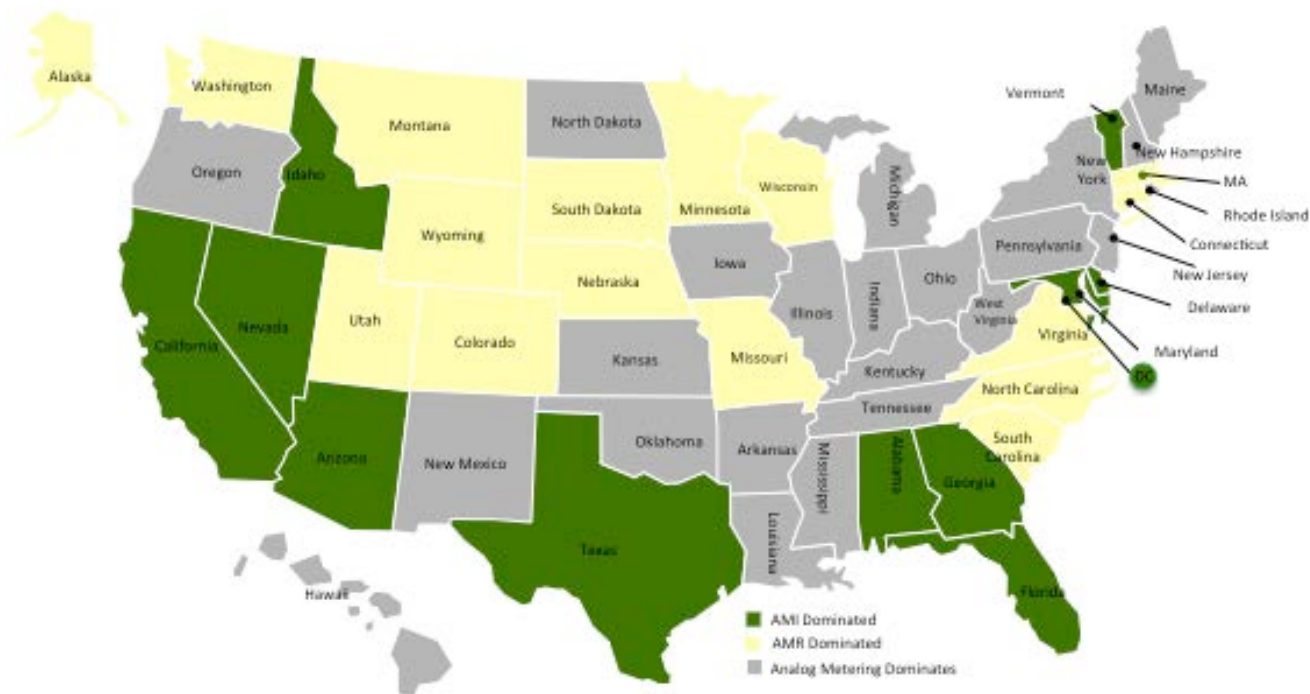 Alaska
Washington
Montana
North Dakota
Vermont
Maine
Oregon
Idaho
Wyoming
South Dakota
Minnesota
Wisconsin
Michigan
New
York
New Hampshire
MA
Rhode Island
Connecticut
New Jersey
Delaware
Maryland
DC
Nebraska
Iowa
Illinois
Indiana
Ohio
Pennsylvania
West
Virginia
Virginia
California
Nevada
Utah
Colorado
Kansas
Missouri
Kentucky
North Carolina
Tennessee
South
Carolina
Arizona
New Mexico
Oklahoma
Arkansas
Mississippi
Alabama
Georgia
Texas
Louisiana
Florida
Hawaii
AMI Dominated
AMR Dominated
Analog Metering Dominates